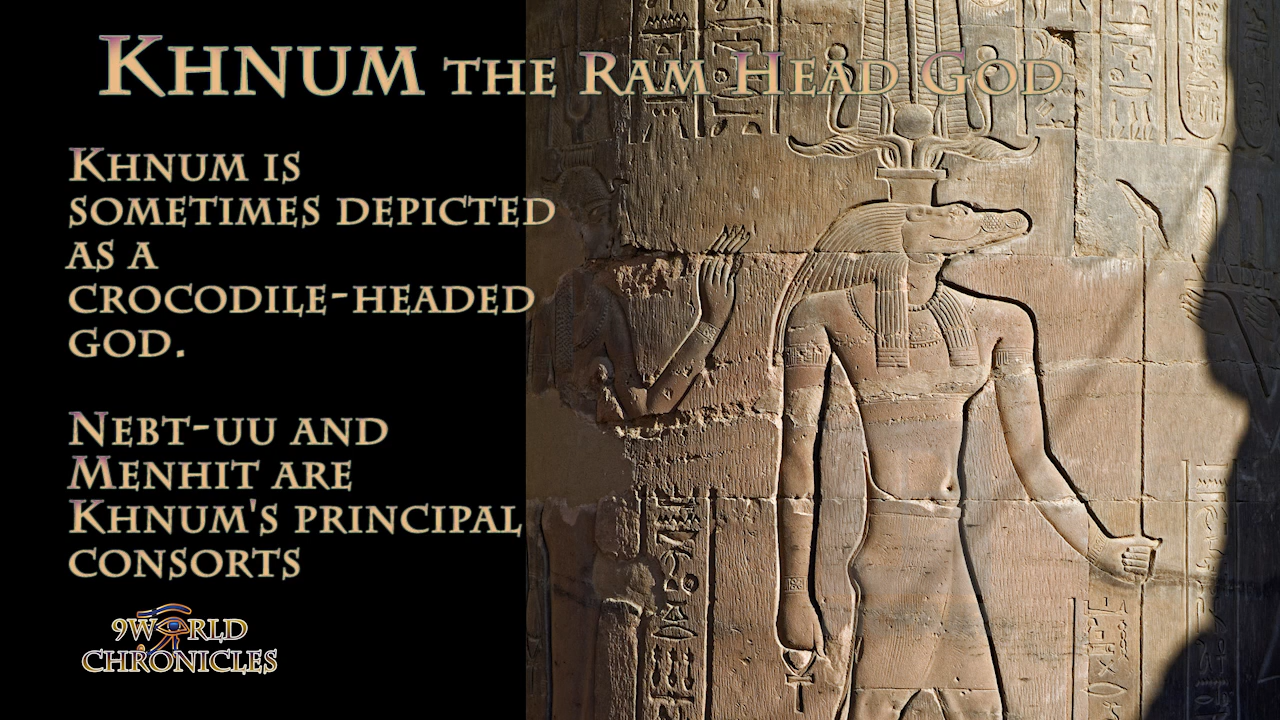 Khnum the Ram Head God
Khnum is
sometimes depicted
as a
crocodile-headed
god.
Nebt-uu and
Menhit are
Khnum's principal
consorts
9World
Chronicles